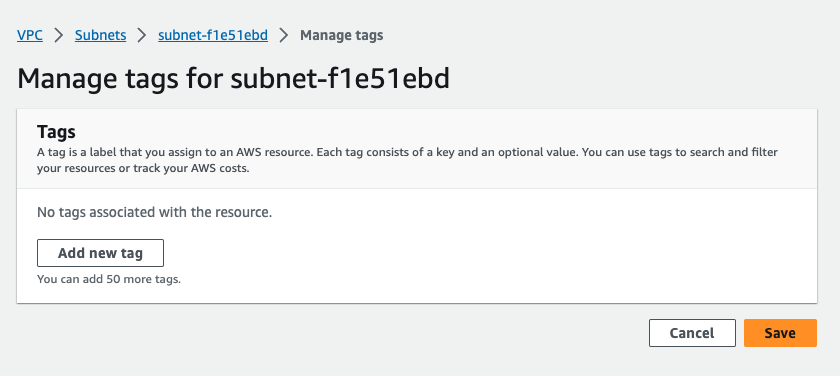 VPC > Subnets > subnet-f1e51ebd > Manage tags
Manage tags for subnet-f1e51ebd
Tags
A tag is a label that you assign to an AWS resource. Each tag consists of a key and an optional value. You can use tags to search and filter
your resources or track your AWS costs.
No tags associated with the resource.
Add new tag
You can add 50 more tags.
Cancel Save